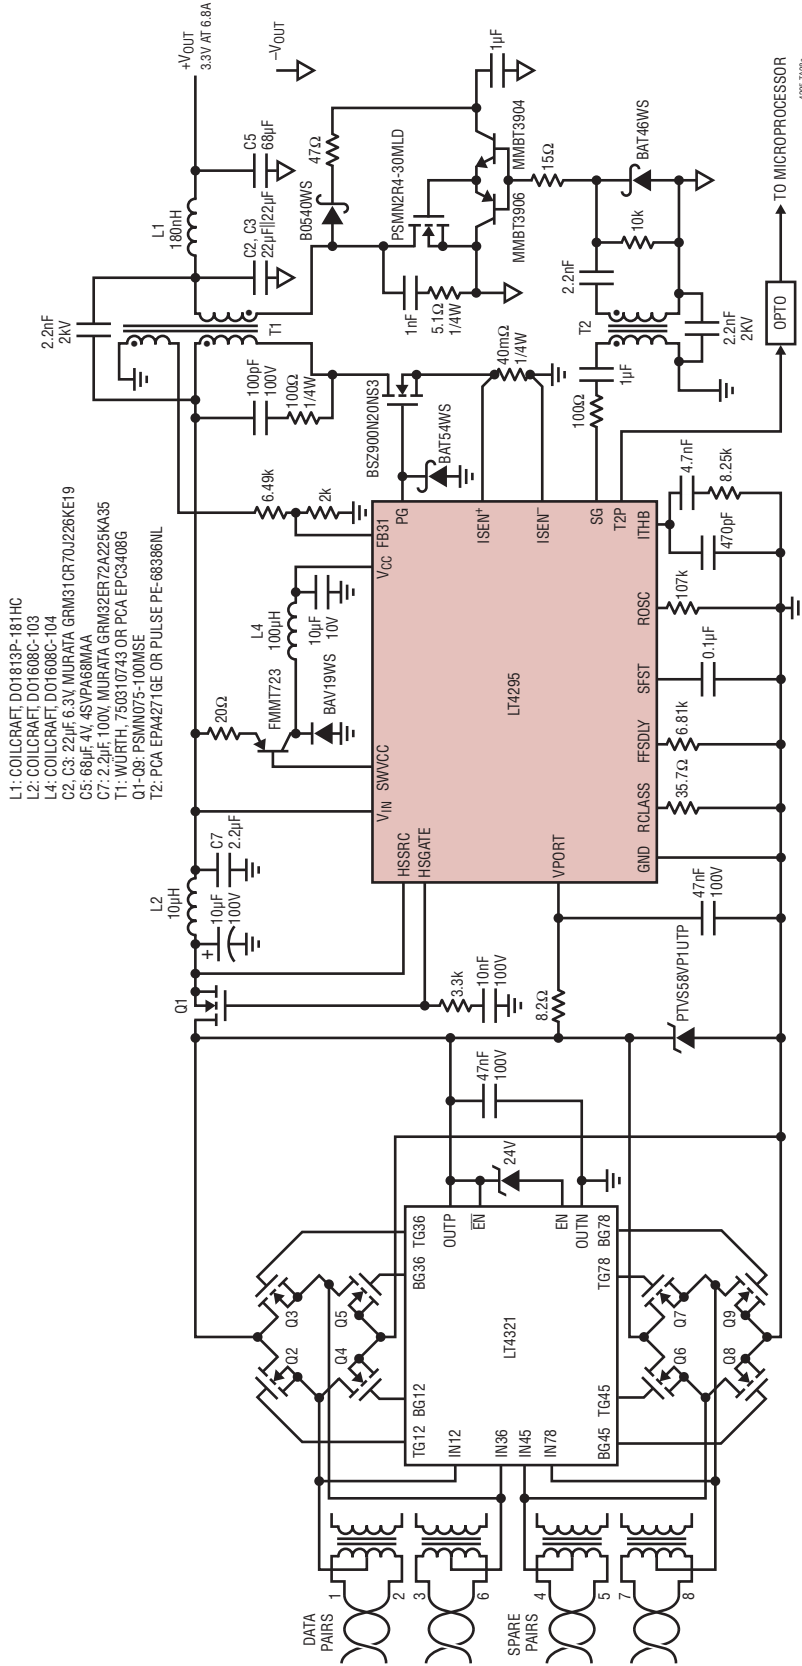 L1: COILCRAFT, DO1813P-181HC
L2: COILCRAFT, DO1608C-103
L4: COILCRAFT, DO1608C-104
C2, C3: 22µF, 6.3V, MURATA GRM31CR70J226KE19
C5: 68µF, 4V, 4SVPA68MAA
C7: 2.2µF, 100V, MURATA GRM32ER72A225KA35
T1: WÜRTH, 750310743 OR PCA EPC3408G
Q1-Q9: PSMN075-100MSE
T2: PCA EPA4271GE OR PULSE PE-68386NL
DATA
PAIRS
1
2
3
6
SPARE
PAIRS
4
5
7
8
Q2
Q3
Q4
Q5
TG12
BG12
BG36
TG36
IN12
IN36
IN45
IN78
LT4321
OUTP
EN
EN
OUTN
BG45
TG45
TG78
BG78
Q6
Q7
Q8
Q9
47nF
100V
24V
Q1
L2
10µH
+
10µF
100V
C7
2.2µF
3.3k
10nF
100V
8.2Ω
PTVS58VP1UTP
47nF
100V
HSSRC
HSGATE
VIN
SWVCC
VCC
FB31
VPORT
LT4295
PG
ISEN+
ISEN–
SG
T2P
GND
RCLASS
FFSDLY
SFST
ROSC
ITHB
35.7Ω
6.81k
0.1µF
107k
470pF
4.7nF
8.25k
20Ω
FMMT723
BAV19WS
L4
100µH
10µF
10V
6.49k
2k
100pF
100V
100Ω
1/4W
2.2nF
2kV
T1
BSZ900N20NS3
BAT54WS
40mΩ
1/4W
100Ω
1µF
T2
2.2nF
2KV
2.2nF
10k
BAT46WS
15Ω
OPTO
TO MICROPROCESSOR
L1
180nH
C2, C3
22µF||22µF
C5
68µF
+VOUT
3.3V AT 6.8A
–VOUT
B0540WS
47Ω
1µF
PSMN2R4-30MLD
1nF
5.1Ω
1/4W
MMBT3906
MMBT3904